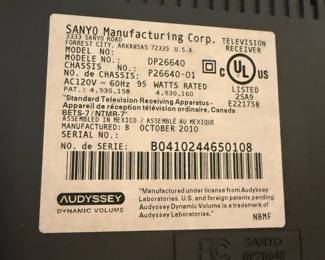 SANYO Manufacturing Corp. TELEVISION RECEIVER
3333 SANYO ROAD
FORREST CITY, ARKANSAS 72335 U.S.A.
MODEL NO:
MODELE NO.: DP26640
CHASSIS NO.:
NO. DE CHASSIS: P26640-01
AC120V ~ 60Hz 95 WATTS RATED
PAT.: 4,930,158 4,930,160
c UL US
LISTED
25A9
E221758
"Standard Television Receiving Apparatus -
Appareil de réception télévision ordinaire, Canada
BETS-7 / NTMR-7"
ASSEMBLED IN MEXICO / ASSEMBLÉ AU MEXIQUE
MANUFACTURED: B OCTOBER 2010
SERIAL NO.:
NO. DE SERIE: B0410244650108
AUDYSSEY
DYNAMIC VOLUME
"Manufactured under license from Audyssey
Laboratories. U.S. and foreign patents pending.
Audyssey Dynamic Volume is a trademark of
Audyssey Laboratories."
N8MF
FC SANYO
DP26640